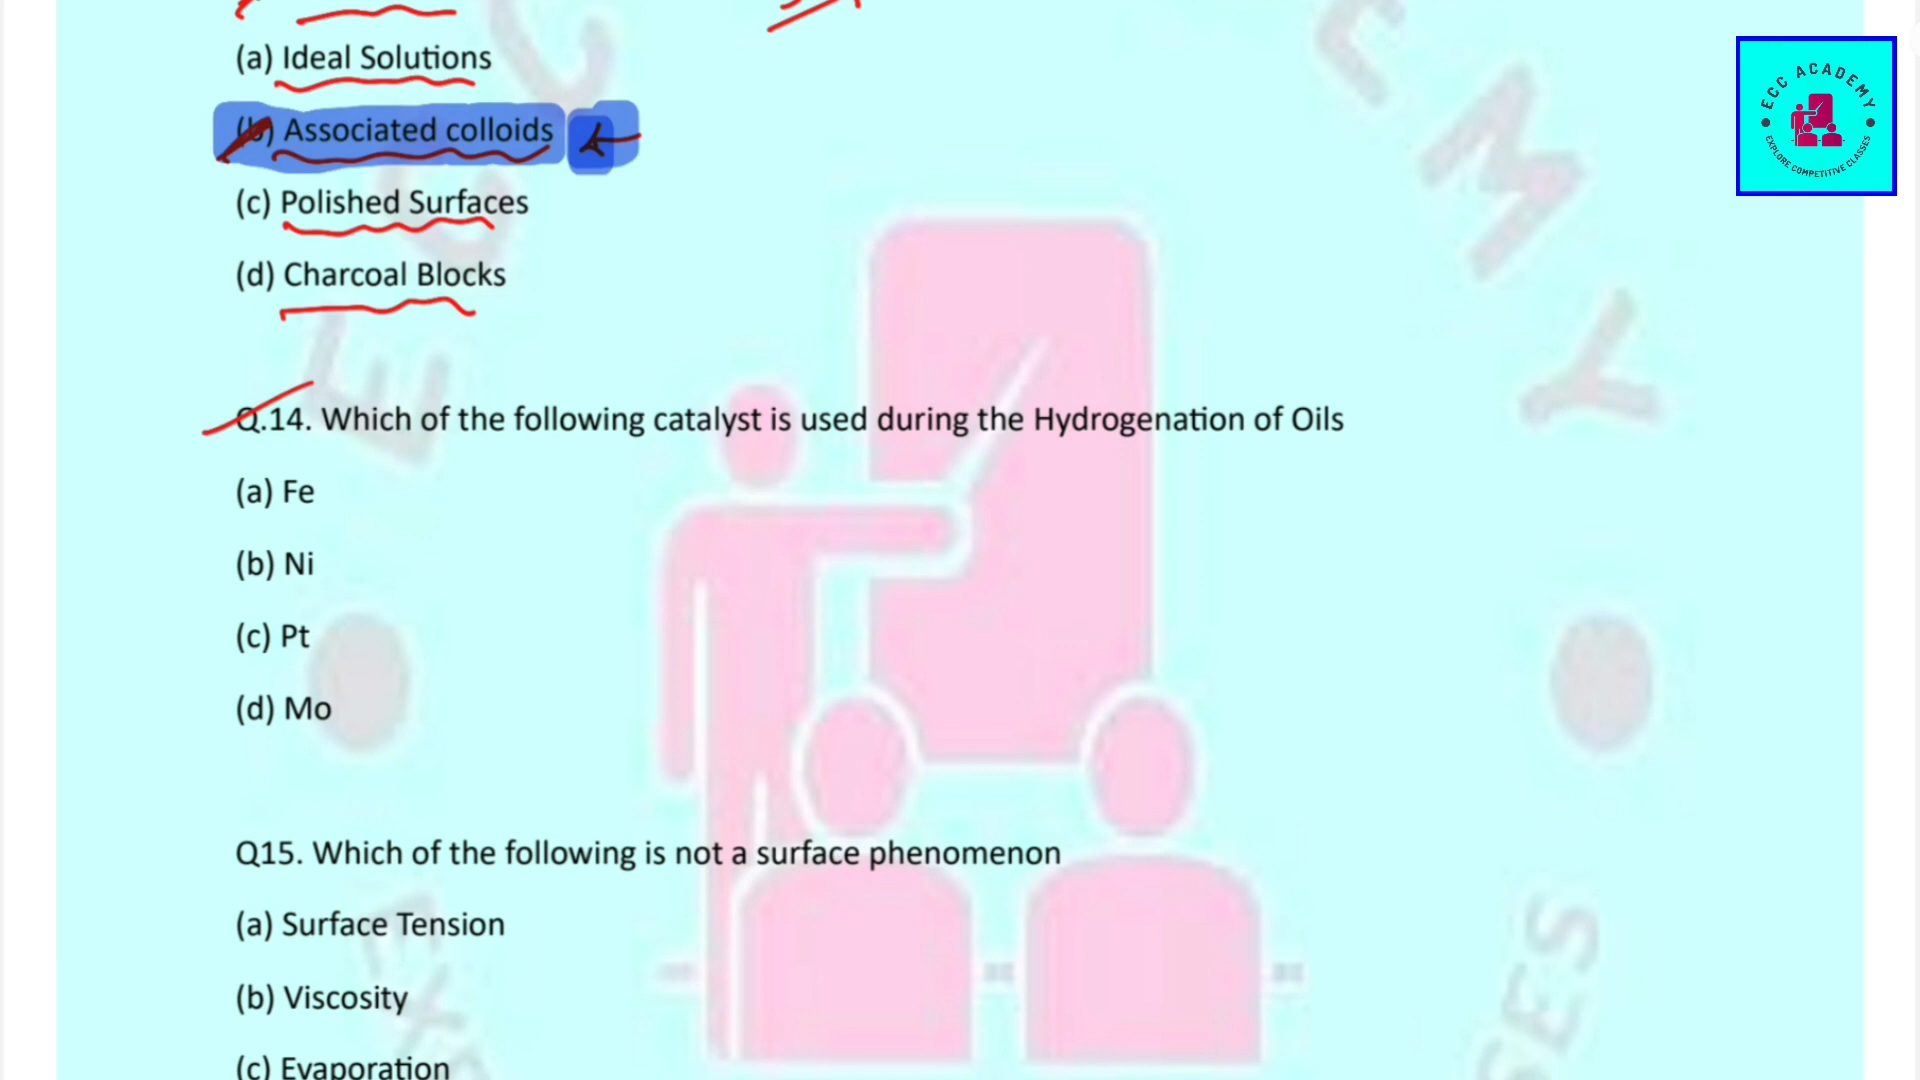 (a) Ideal Solutions
(b) Associated colloids
(c) Polished Surfaces
(d) Charcoal Blocks
Q.14. Which of the following catalyst is used during the Hydrogenation of Oils
(a) Fe
(b) Ni
(c) Pt
(d) Mo
Q15. Which of the following is not a surface phenomenon
(a) Surface Tension
(b) Viscosity
(c) Evaporation
ECC ACADEMY
EXPLORE COMPETITIVE CLASSES